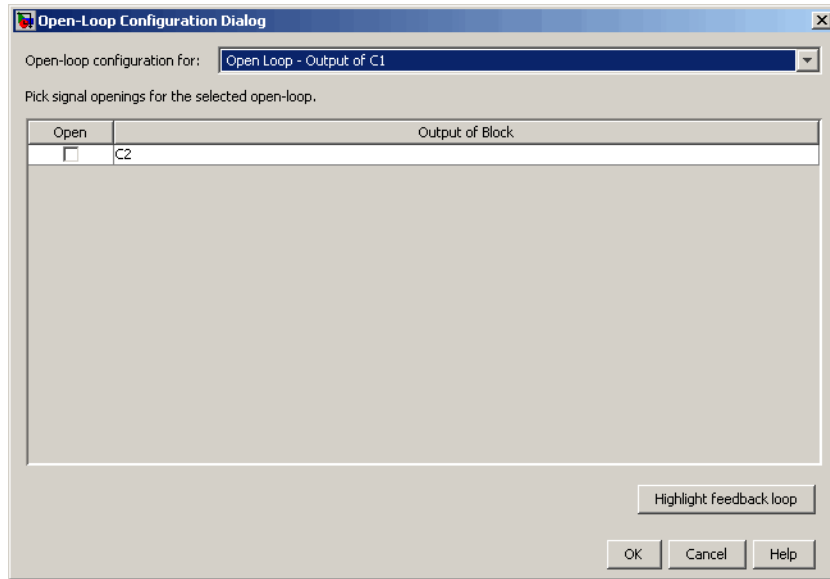 Open-Loop Configuration Dialog
Open-loop configuration for: Open Loop - Output of C1
Pick signal openings for the selected open-loop.
Open Output of Block
C2
Highlight feedback loop
OK Cancel Help